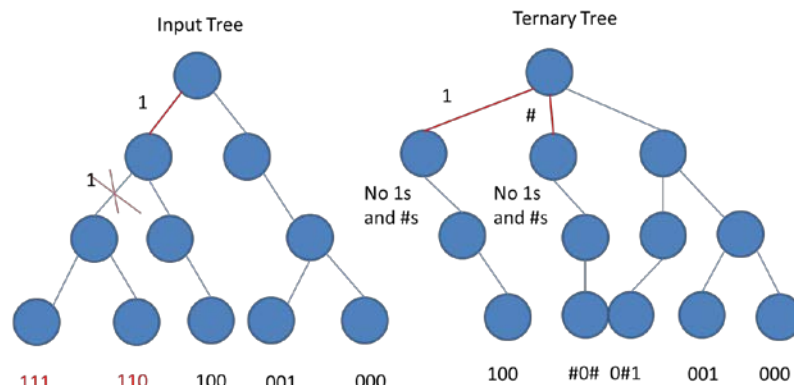 Input Tree
Ternary Tree
1
1
1
#
No 1s
and #s
No 1s
and #s
111
110
100
001
000
100
#0#
0#1
001
000